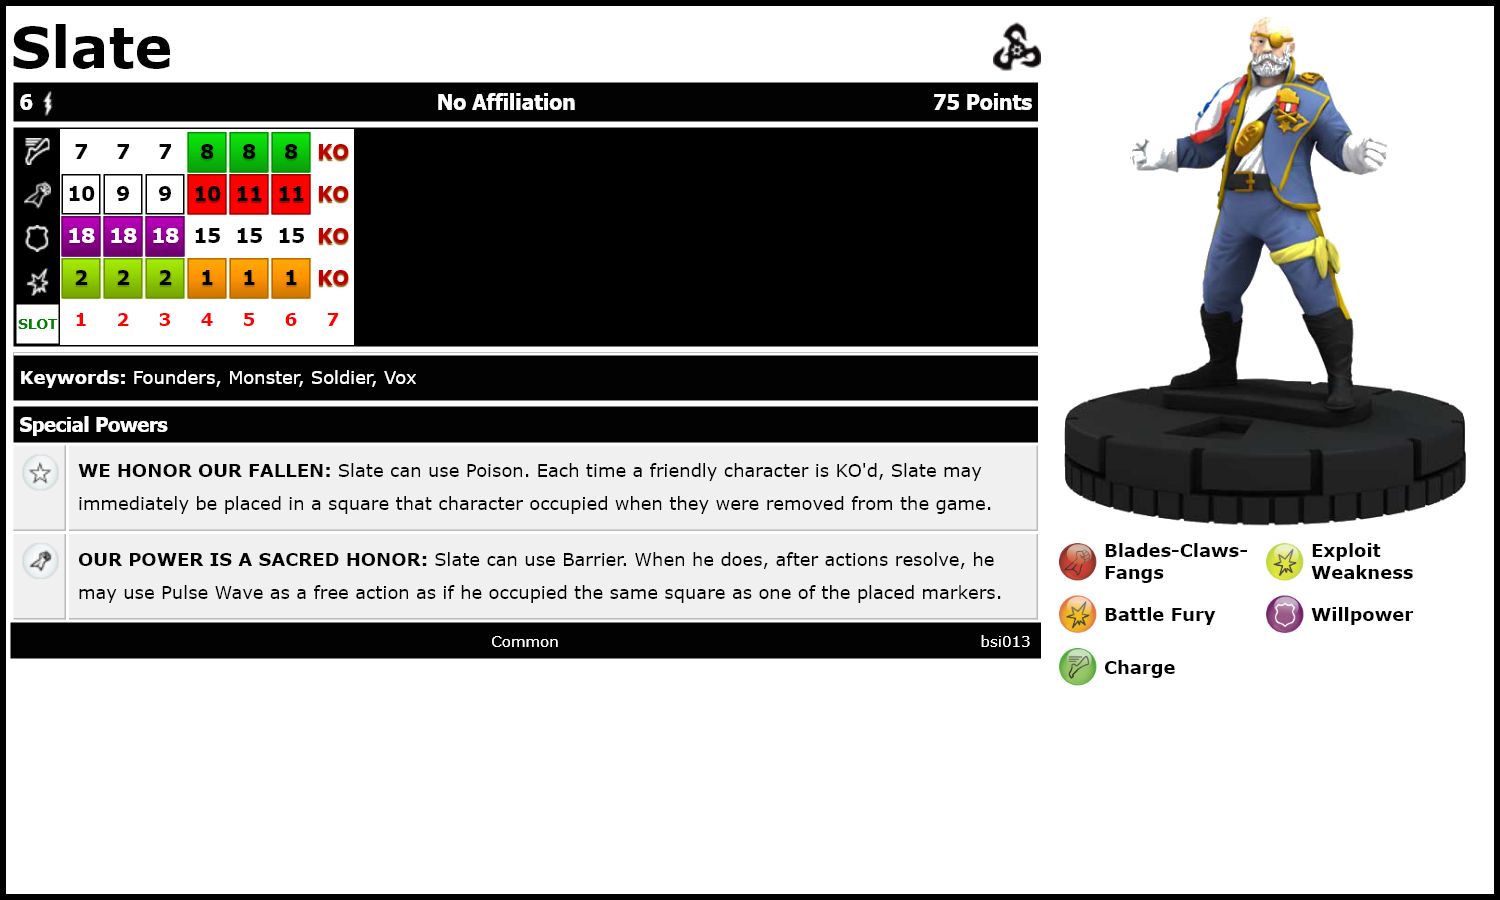 Slate
6 No Affiliation 75 Points
7 7 7 8 8 8 KO
10 9 9 10 11 11 KO
18 18 18 15 15 15 KO
2 2 2 1 1 1 KO
SLOT 1 2 3 4 5 6 7
Keywords: Founders, Monster, Soldier, Vox
Special Powers
WE HONOR OUR FALLEN: Slate can use Poison. Each time a friendly character is KO'd, Slate may
immediately be placed in a square that character occupied when they were removed from the game.
OUR POWER IS A SACRED HONOR: Slate can use Barrier. When he does, after actions resolve, he
may use Pulse Wave as a free action as if he occupied the same square as one of the placed markers.
Common bsi013
Blades-Claws-
Fangs
Exploit
Weakness
Battle Fury
Willpower
Charge